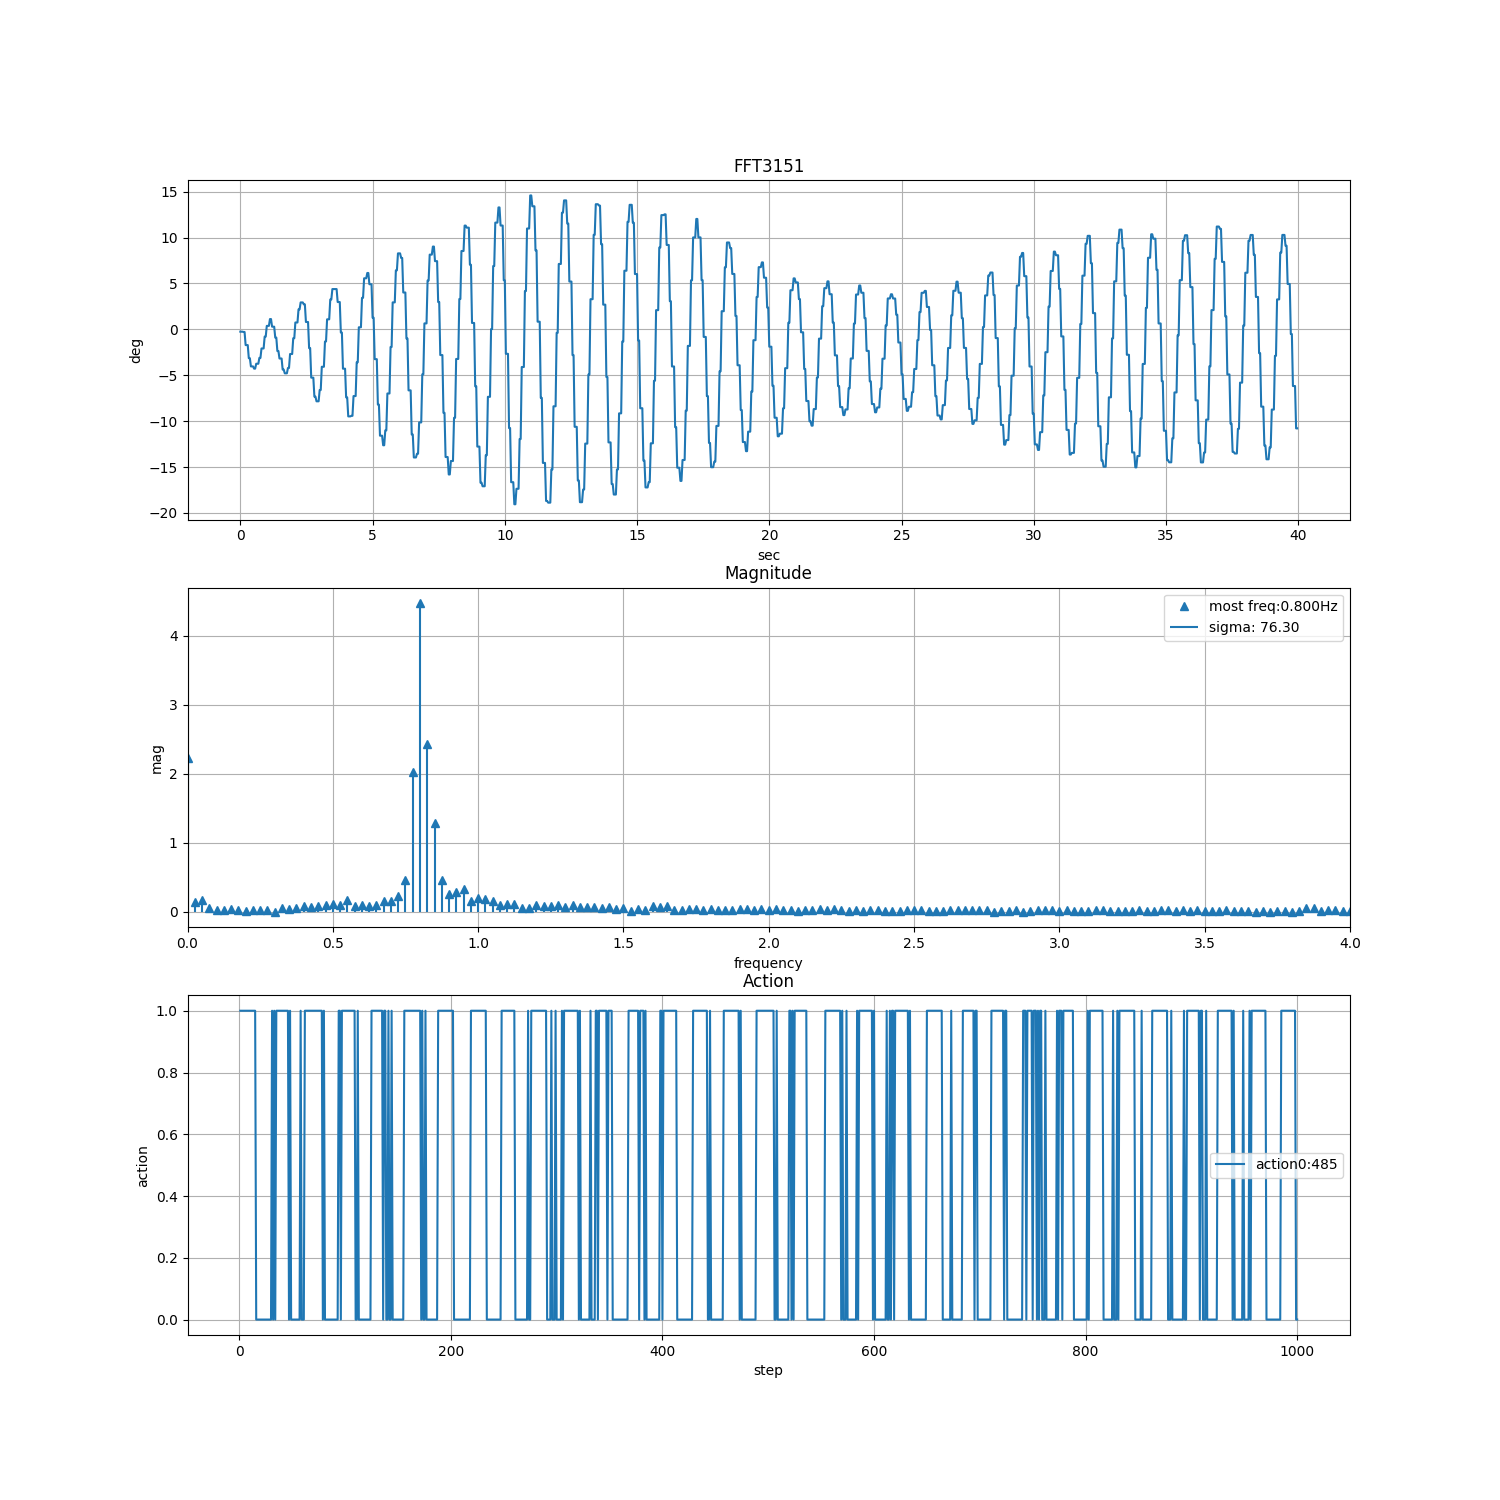 FFT3151
15
10
5
0
−5
−10
−15
−20
deg
0 5 10 15 20 25 30 35 40
sec
Magnitude
most freq:0.800Hz
sigma: 76.30
4
3
2
1
0
mag
0.0 0.5 1.0 1.5 2.0 2.5 3.0 3.5 4.0
frequency
Action
1.0
0.8
0.6
0.4
0.2
0.0
action
action0:485
0 200 400 600 800 1000
step